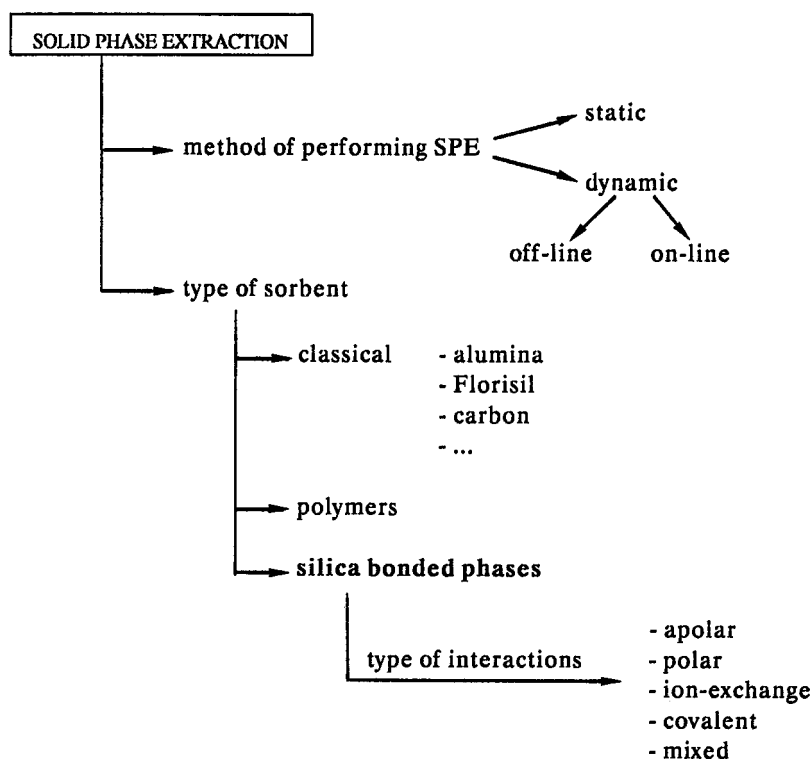 SOLID PHASE EXTRACTION
static
method of performing SPE
dynamic
off-line on-line
type of sorbent
classical - alumina
- Florisil
- carbon
- ...
polymers
silica bonded phases
- apolar
type of interactions - polar
- ion-exchange
- covalent
- mixed